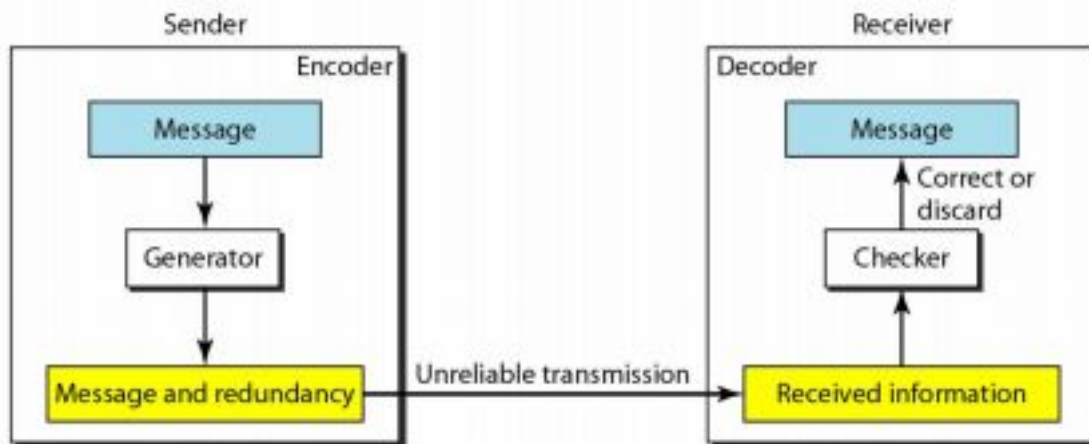 Sender
Encoder
Message
Generator
Message and redundancy
Unreliable transmission
Receiver
Decoder
Message
Correct or
discard
Checker
Received information